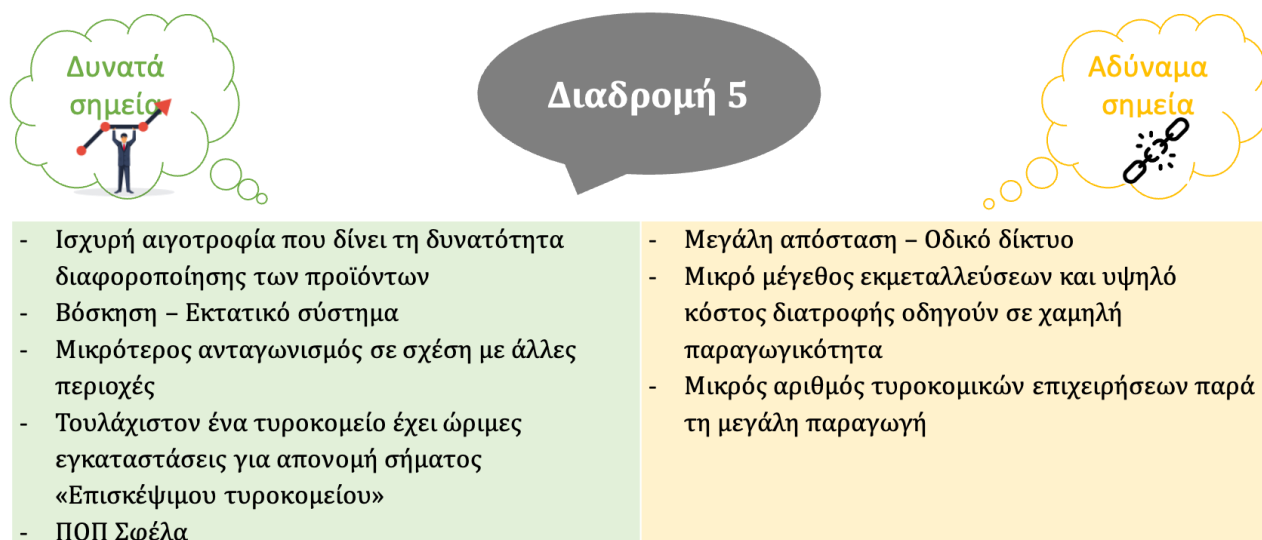 Δυνατά
σημεία
Διαδρομή 5
Αδύναμα
σημεία
- Ισχυρή αιγοτροφία που δίνει τη δυνατότητα
διαφοροποίησης των προϊόντων
- Βόσκηση – Εκτατικό σύστημα
- Μικρότερος ανταγωνισμός σε σχέση με άλλες
περιοχές
- Τουλάχιστον ένα τυροκομείο έχει ώριμες
εγκαταστάσεις για απονομή σήματος
«Επισκέψιμου τυροκομείου»
- ΠΟΠ Σφέλα
- Μεγάλη απόσταση – Οδικό δίκτυο
- Μικρό μέγεθος εκμεταλλεύσεων και υψηλό
κόστος διατροφής οδηγούν σε χαμηλή
παραγωγικότητα
- Μικρός αριθμός τυροκομικών επιχειρήσεων παρά
τη μεγάλη παραγωγή